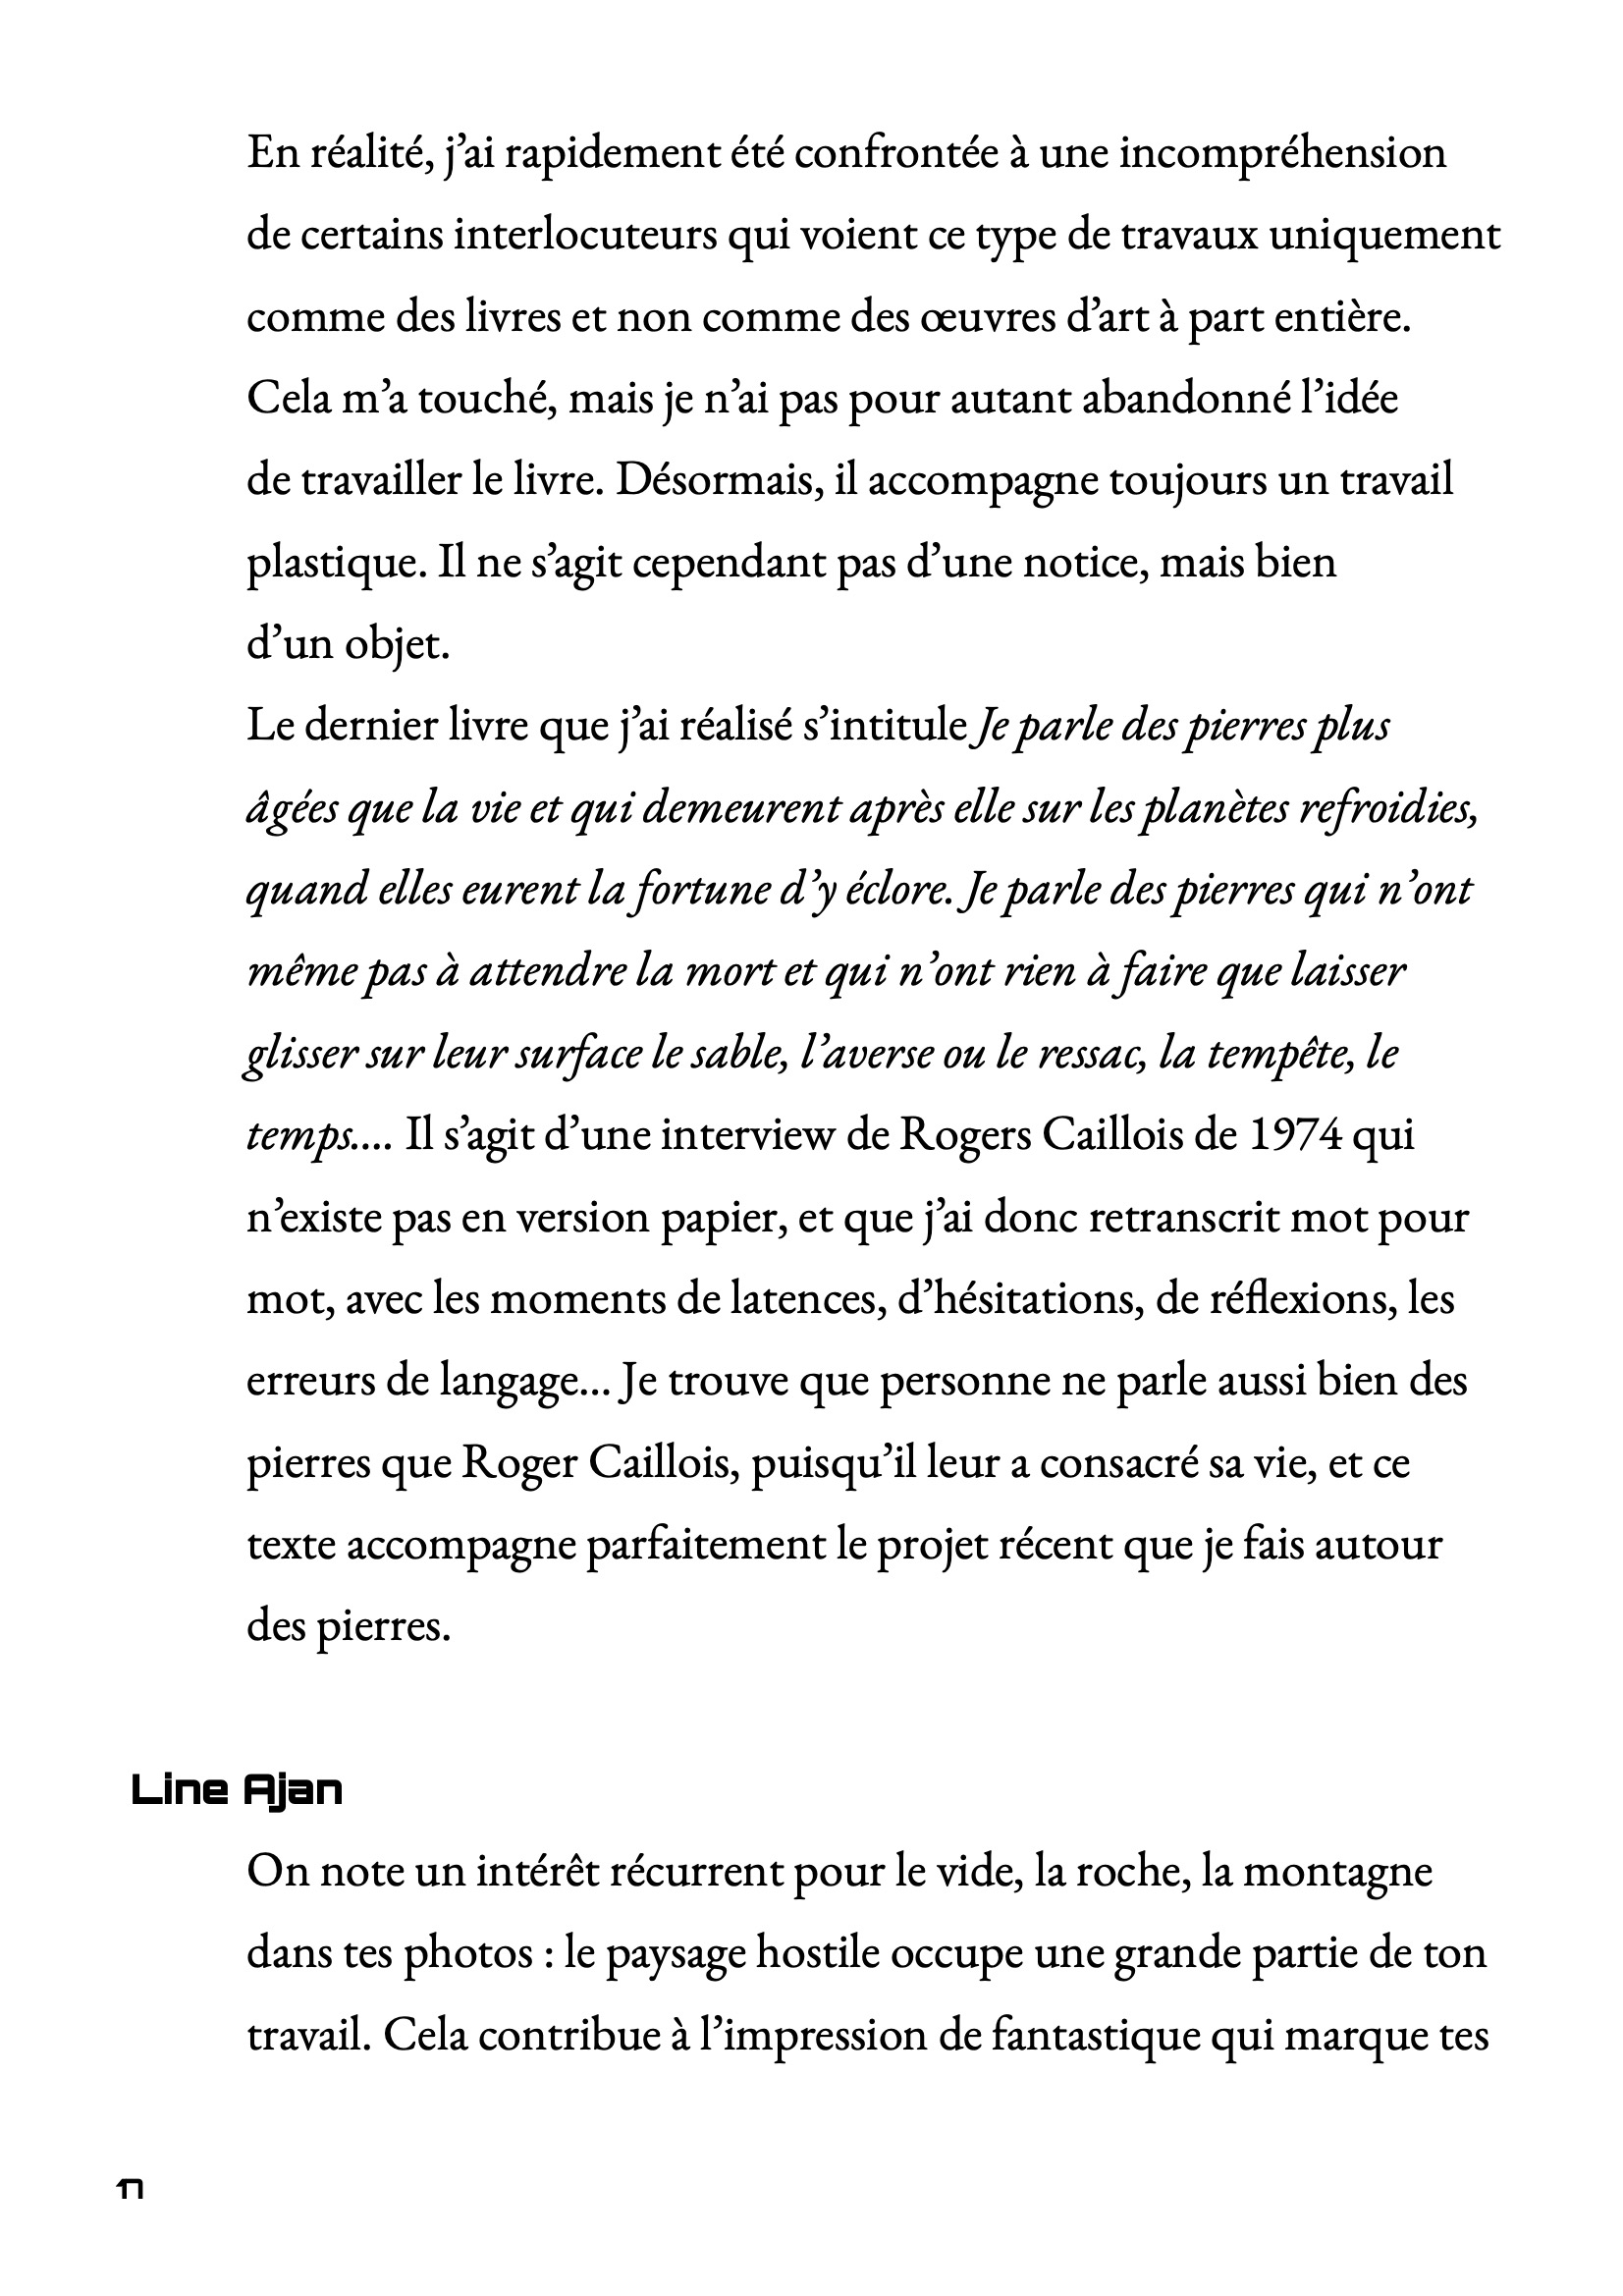 En réalité, j’ai rapidement été confrontée à une incompréhension
de certains interlocuteurs qui voient ce type de travaux uniquement
comme des livres et non comme des œuvres d’art à part entière.
Cela m’a touché, mais je n’ai pas pour autant abandonné l’idée
de travailler le livre. Désormais, il accompagne toujours un travail
plastique. Il ne s’agit cependant pas d’une notice, mais bien
d’un objet.
Le dernier livre que j’ai réalisé s’intitule Je parle des pierres plus
âgées que la vie et qui demeurent après elle sur les planètes refroidies,
quand elles eurent la fortune d’y éclore. Je parle des pierres qui n’ont
même pas à attendre la mort et qui n’ont rien à faire que laisser
glisser sur leur surface le sable, l’averse ou le ressac, la tempête, le
temps.... Il s’agit d’une interview de Rogers Caillois de 1974 qui
n’existe pas en version papier, et que j’ai donc retranscrit mot pour
mot, avec les moments de latences, d’hésitations, de réflexions, les
erreurs de langage... Je trouve que personne ne parle aussi bien des
pierres que Roger Caillois, puisqu’il leur a consacré sa vie, et ce
texte accompagne parfaitement le projet récent que je fais autour
des pierres.
Line Ajan
On note un intérêt récurrent pour le vide, la roche, la montagne
dans tes photos : le paysage hostile occupe une grande partie de ton
travail. Cela contribue à l’impression de fantastique qui marque tes
17